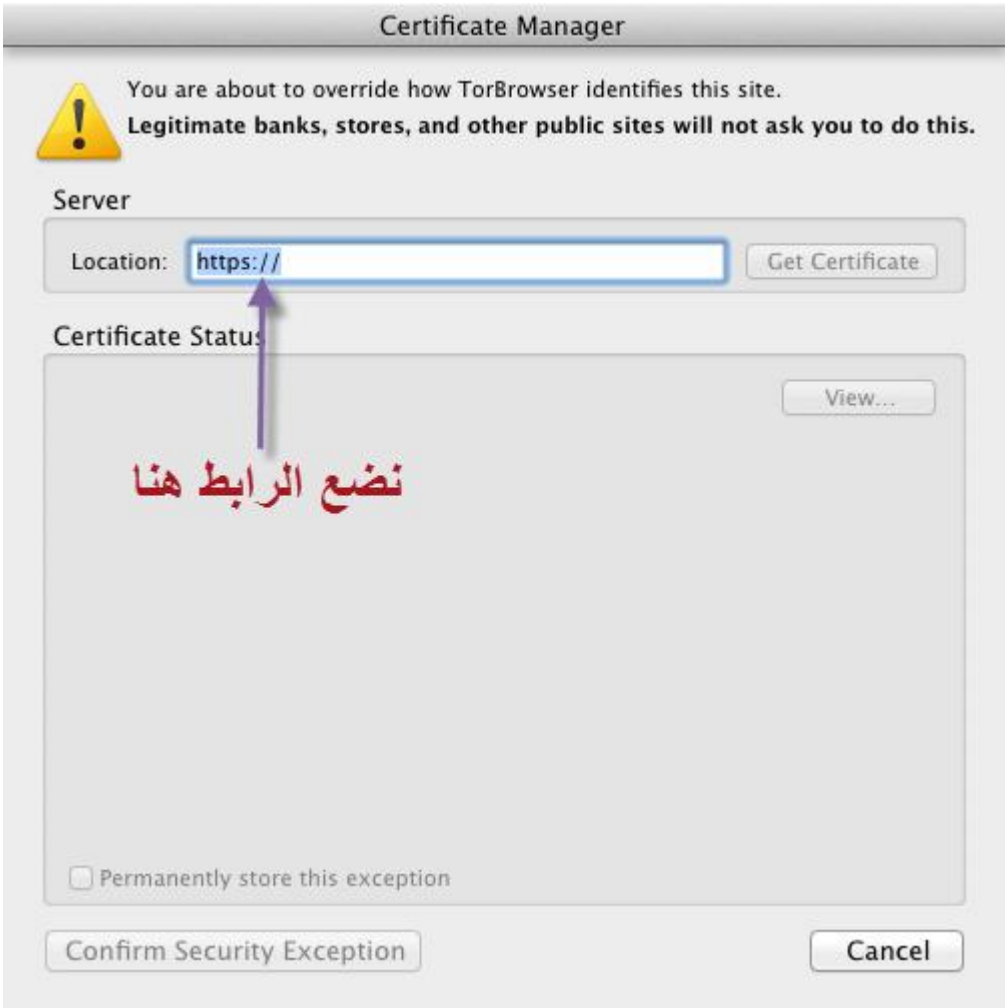 Certificate Manager
You are about to override how TorBrowser identifies this site.
Legitimate banks, stores, and other public sites will not ask you to do this.
Server
Location: https:// Get Certificate
Certificate Status
View...
نضع الرابط هنا
Permanently store this exception
Confirm Security Exception Cancel